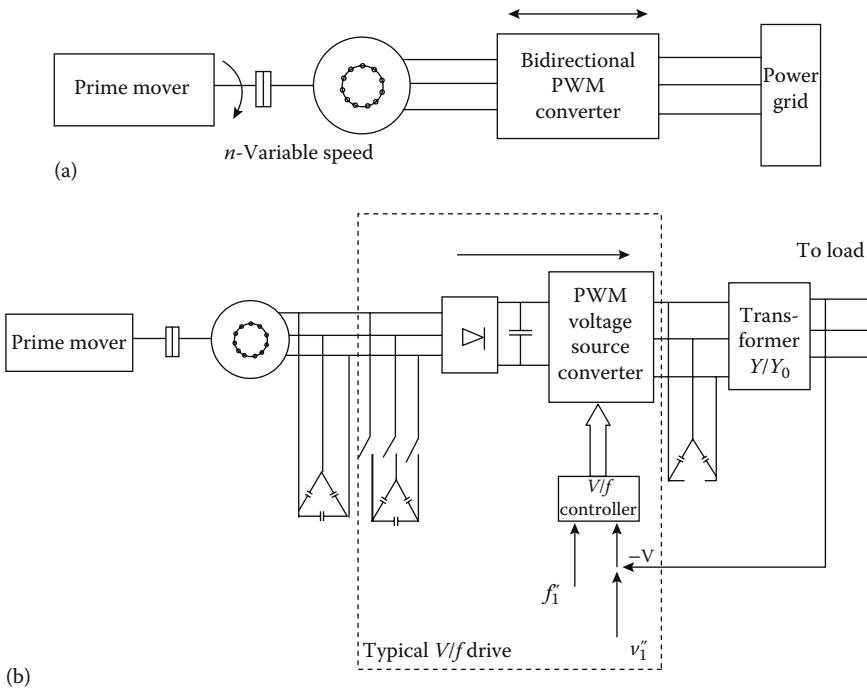 Prime mover
n-Variable speed
Bidirectional
PWM
converter
Power
grid
(a)
To load
Prime mover
PWM
voltage
source
converter
Trans-
former
Y/Y0
V/f
controller
−V
f1″
v1″
Typical V/f drive
(b)